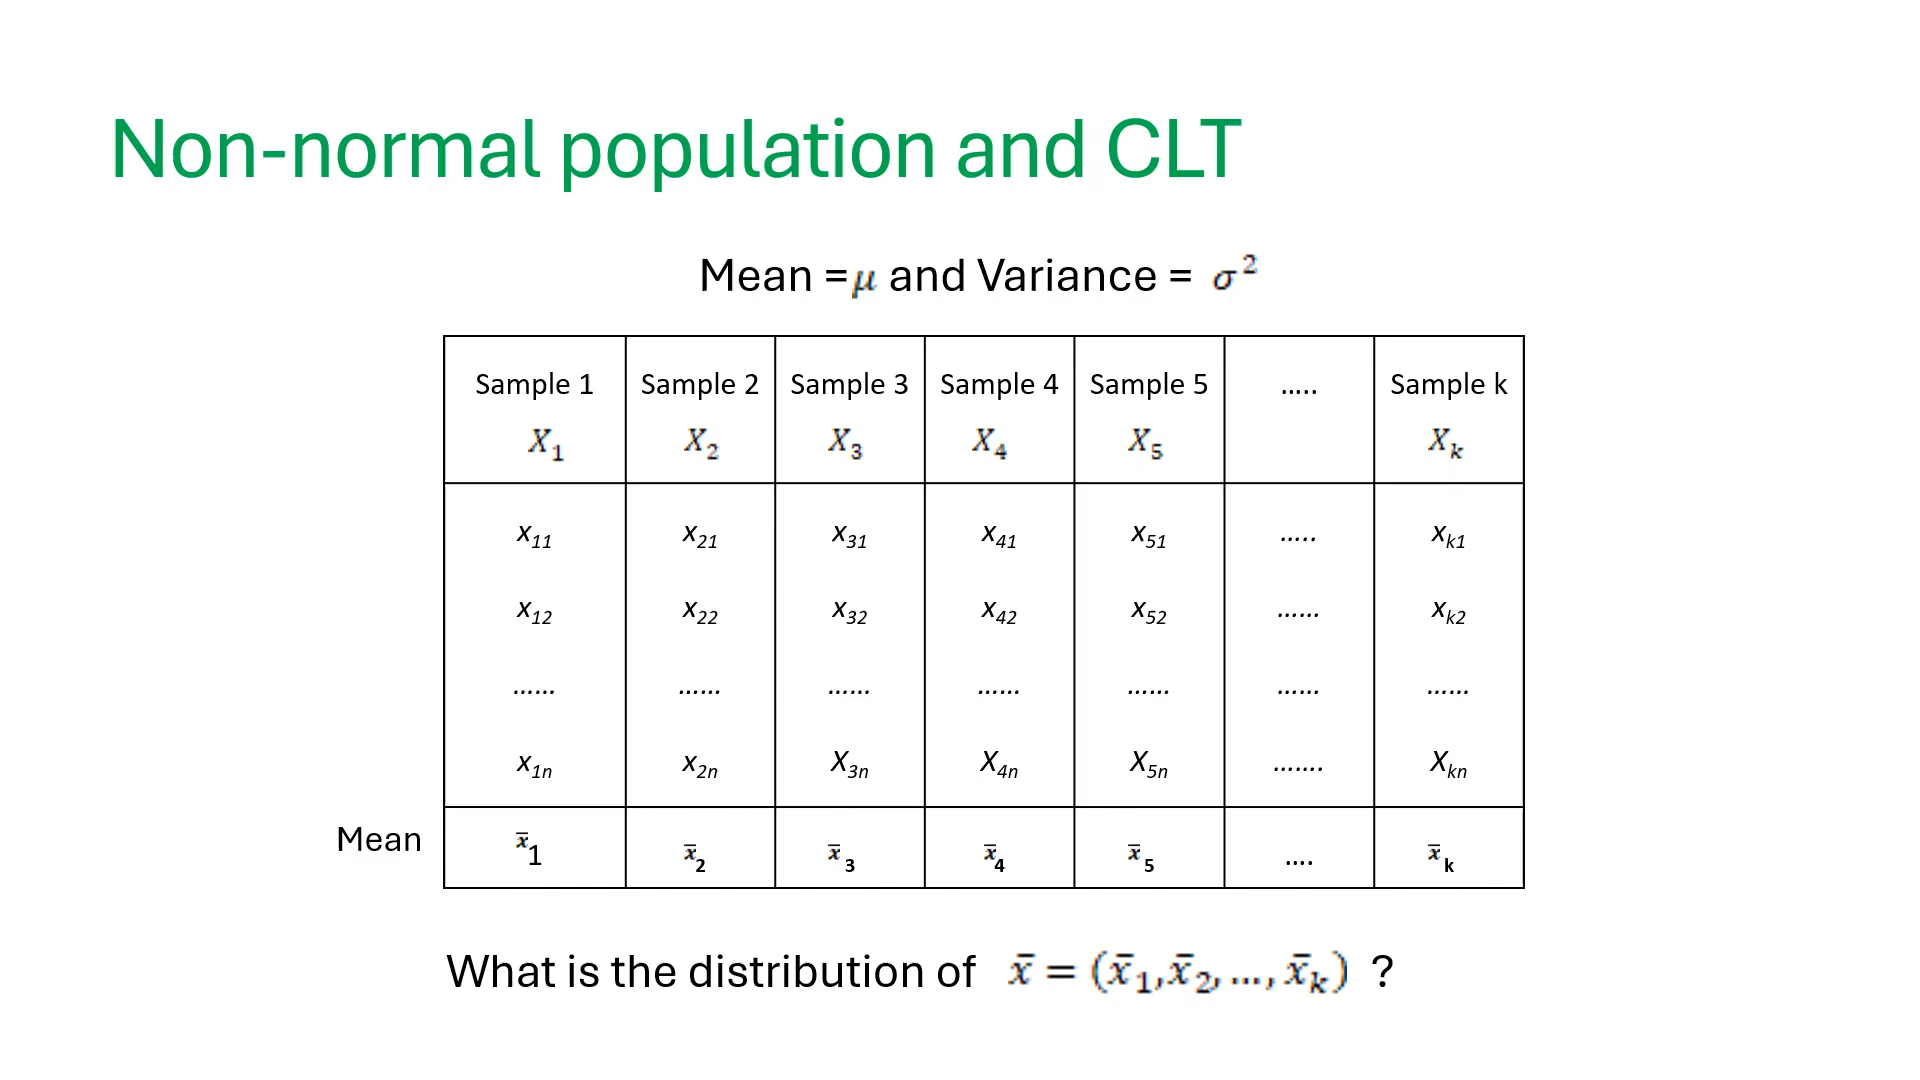 Non-normal population and CLT
Mean =μ and Variance = σ²
Sample 1 Sample 2 Sample 3 Sample 4 Sample 5 ..... Sample k
X₁ X₂ X₃ X₄ X₅ Xₖ
x₁₁ x₂₁ x₃₁ x₄₁ x₅₁ ..... xₖ₁
x₁₂ x₂₂ x₃₂ x₄₂ x₅₂ ...... xₖ₂
...... ...... ...... ...... ...... ...... ......
x₁ₙ x₂ₙ X₃ₙ X₄ₙ X₅ₙ ....... Xₖₙ
Mean x̄1 x̄₂ x̄₃ x̄₄ x̄₅ .... x̄ₖ
What is the distribution of x̄ = (x̄₁,x̄₂, ..., x̄ₖ) ?